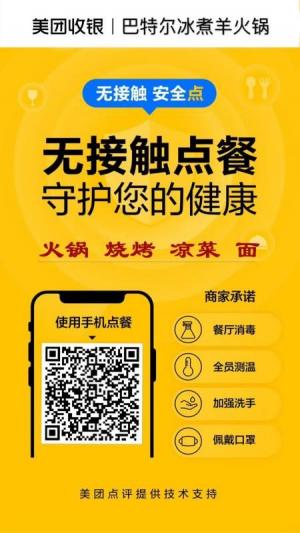 美团收银 | 巴特尔冰煮羊火锅
无接触 安全点
无接触点餐
守护您的健康
火锅 烧烤 凉菜 面
使用手机点餐
商家承诺
餐厅消毒
全员测温
加强洗手
佩戴口罩
美团点评提供技术支持